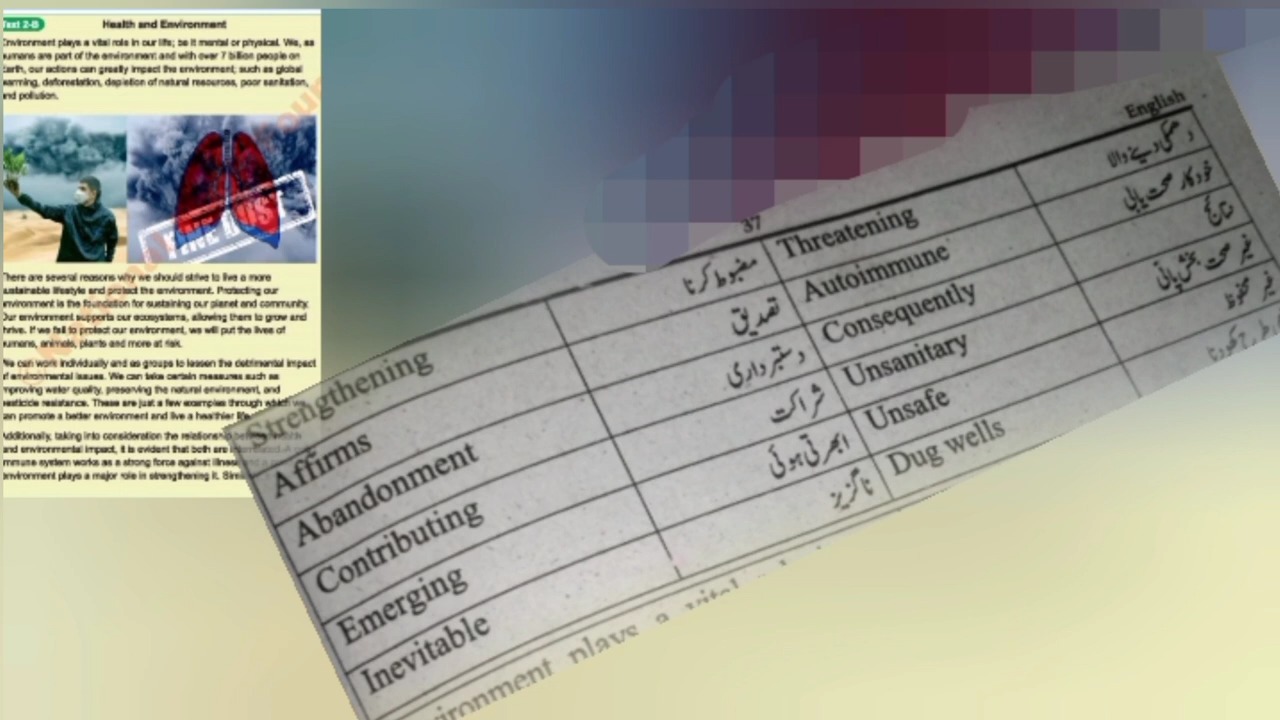 Text 2-B
Health and Environment
Environment plays a vital role in our life; be it mental or physical. We, as
humans are part of the environment and with over 7 billion people on
Earth, our actions can greatly impact the environment; such as global
warming, deforestation, depletion of natural resources, poor sanitation,
and pollution.
FINE DUST
There are several reasons why we should strive to live a more
sustainable lifestyle and protect the environment. Protecting our
environment is the foundation for sustaining our planet and community.
Our environment supports our ecosystems, allowing them to grow and
thrive. If we fail to protect our environment, we will put the lives of
humans, animals, plants and more at risk.
We can work individually and as groups to lessen the detrimental impact
of environmental issues. We can take certain measures such as
improving water quality, preserving the natural environment, and
pesticide resistance. These are just a few examples through which we
can promote a better environment and live a healthier life.
Additionally, taking into consideration the relationship
and environmental impact, it is evident that both are
immune system works as a strong force against
environment plays a major role in strengthening it.
English
37
Strengthening مضبوط کرنا Threatening دھمکی دینے والا
Affirms تصدیق Autoimmune خودکار صحت یابی
Abandonment دستبرداری Consequently نتائج
Contributing شراکت Unsanitary غیر صحت بخش پانی
Emerging ابھرتی ہوئی Unsafe غیر محفوظ
Inevitable ناگزیز Dug wells
plays a vital